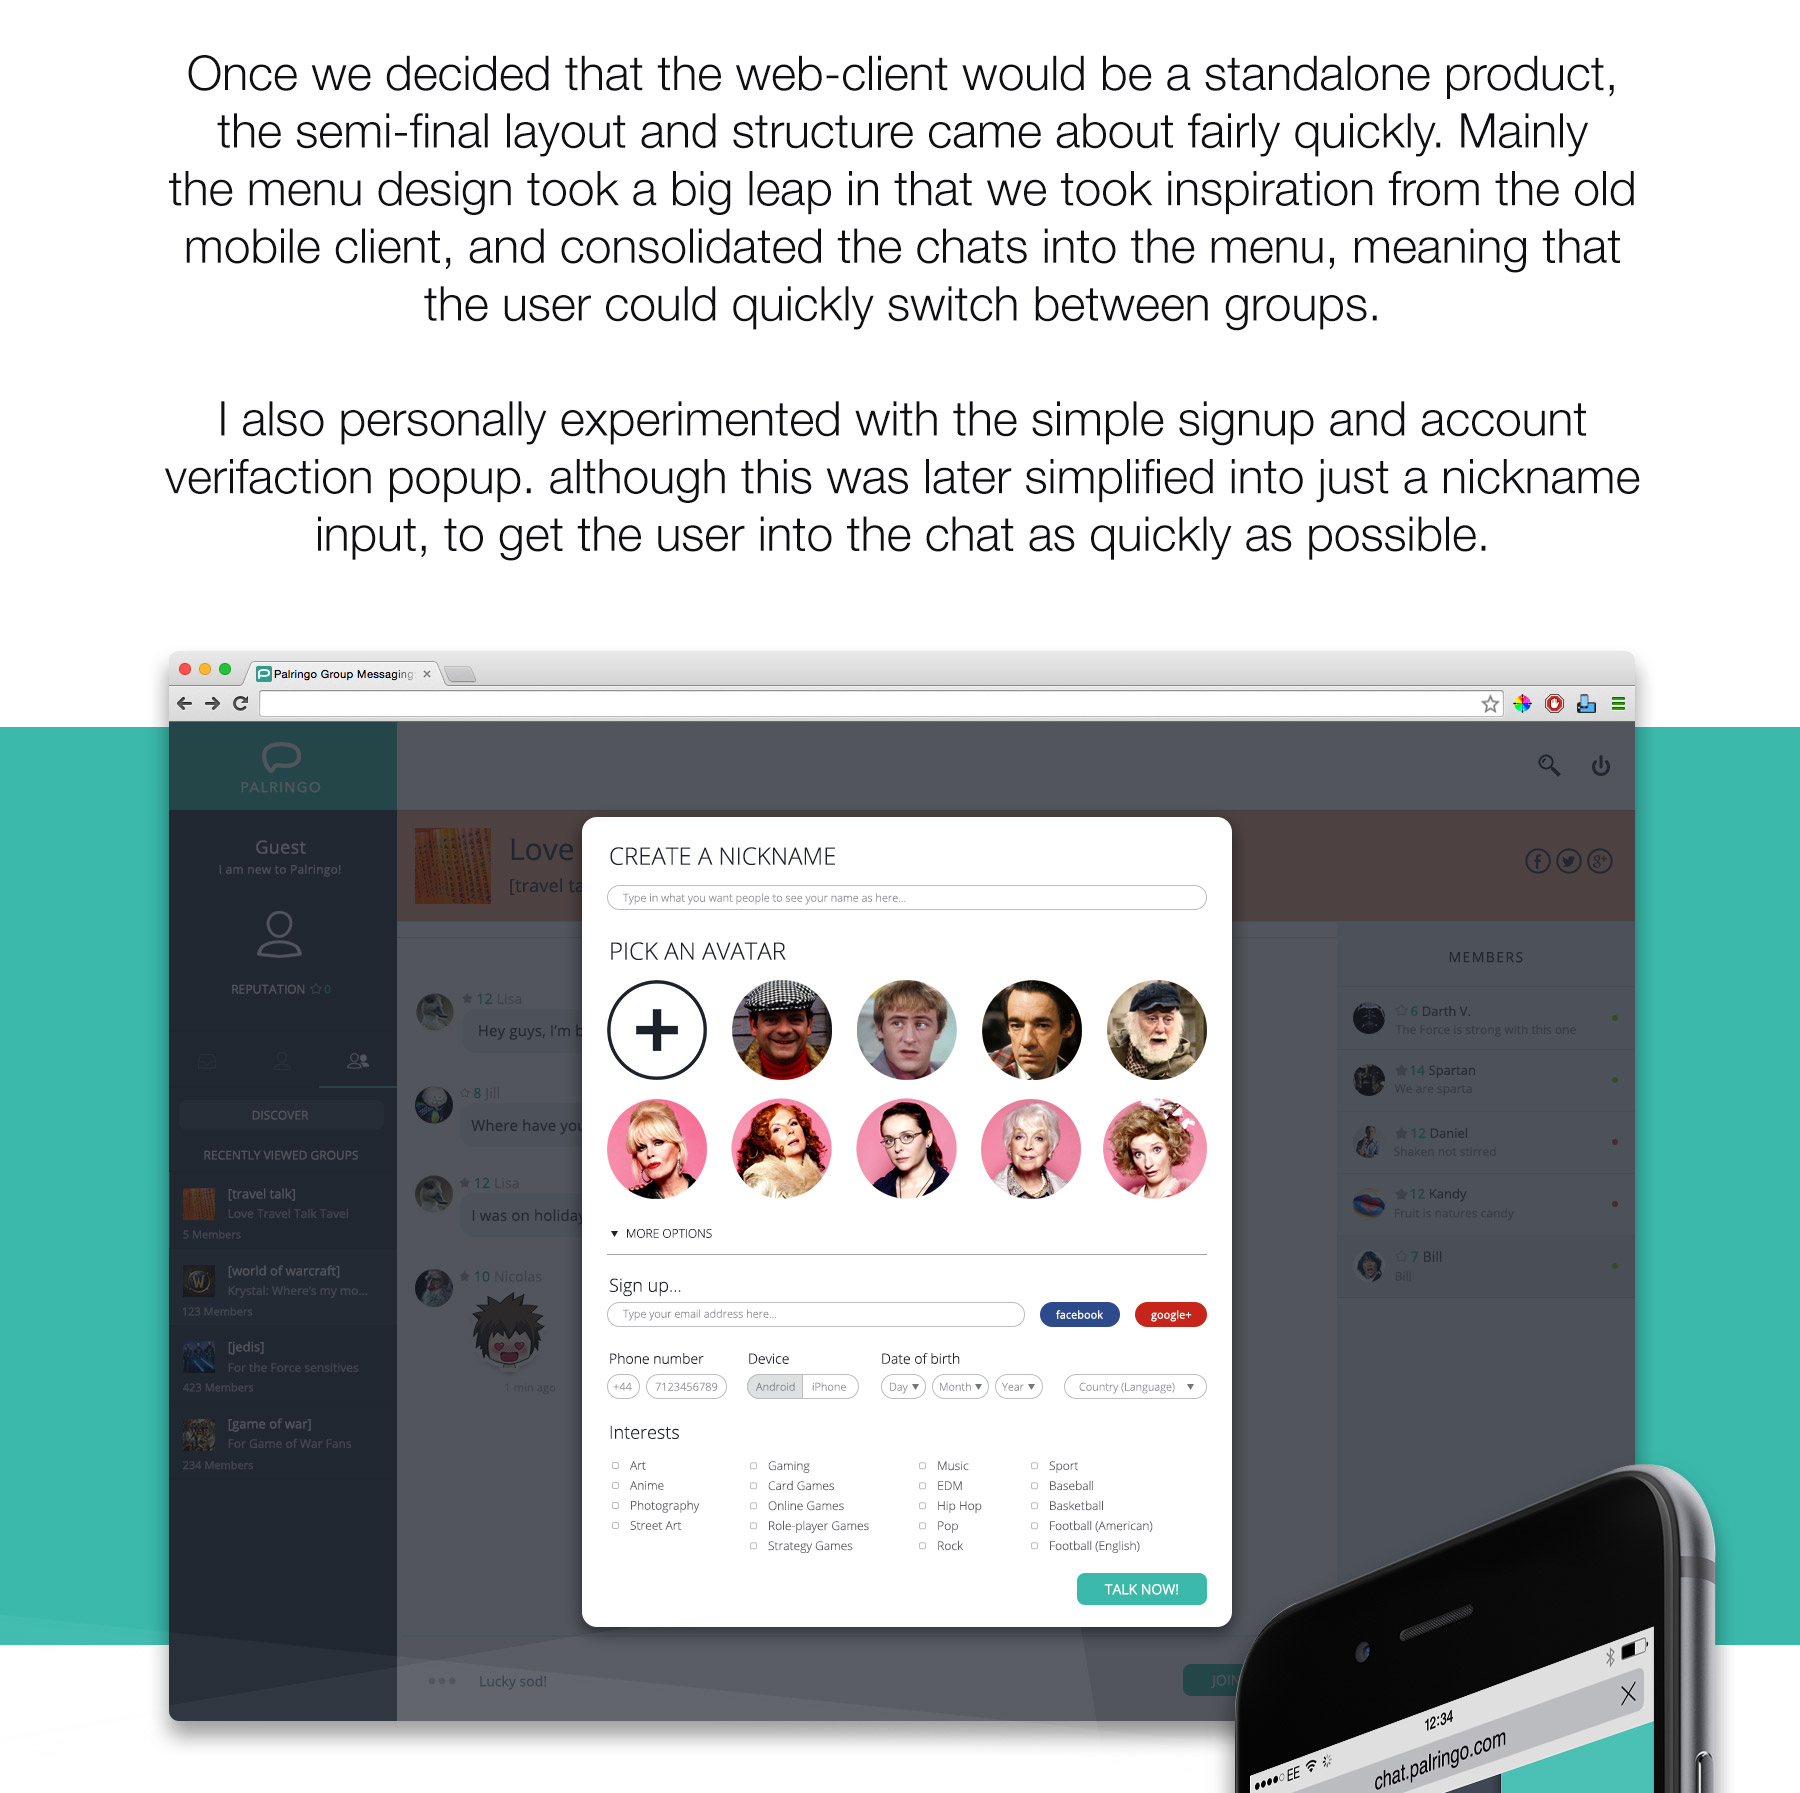 Once we decided that the web-client would be a standalone product,
the semi-final layout and structure came about fairly quickly. Mainly
the menu design took a big leap in that we took inspiration from the old
mobile client, and consolidated the chats into the menu, meaning that
the user could quickly switch between groups.
I also personally experimented with the simple signup and account
verifaction popup. although this was later simplified into just a nickname
input, to get the user into the chat as quickly as possible.
Palringo Group Messaging
PALRINGO
Guest
I am new to Palringo!
REPUTATION 0
DISCOVER
RECENTLY VIEWED GROUPS
[travel talk]
Love Travel Talk Tavel
5 Members
[world of warcraft]
Krystal: Where's my mo...
123 Members
[jedis]
For the Force sensitives
423 Members
[game of war]
For Game of War Fans
234 Members
Love
[travel ta
12 Lisa
Hey guys, I'm b
8 Jill
Where have you
12 Lisa
I was on holiday
10 Nicolas
1 min ago
Lucky sod!
JOIN
CREATE A NICKNAME
Type in what you want people to see your name as here...
PICK AN AVATAR
MORE OPTIONS
Sign up...
Type your email address here...
facebook
google+
Phone number Device Date of birth
+44 7123456789 Android iPhone Day Month Year Country (Language)
Interests
Art Gaming Music Sport
Anime Card Games EDM Baseball
Photography Online Games Hip Hop Basketball
Street Art Role-player Games Pop Football (American)
Strategy Games Rock Football (English)
TALK NOW!
f g+
MEMBERS
6 Darth V.
The Force is strong with this one
14 Spartan
We are sparta
12 Daniel
Shaken not stirred
12 Kandy
Fruit is natures candy
7 Bill
Bill
EE 12:34
chat.palringo.com